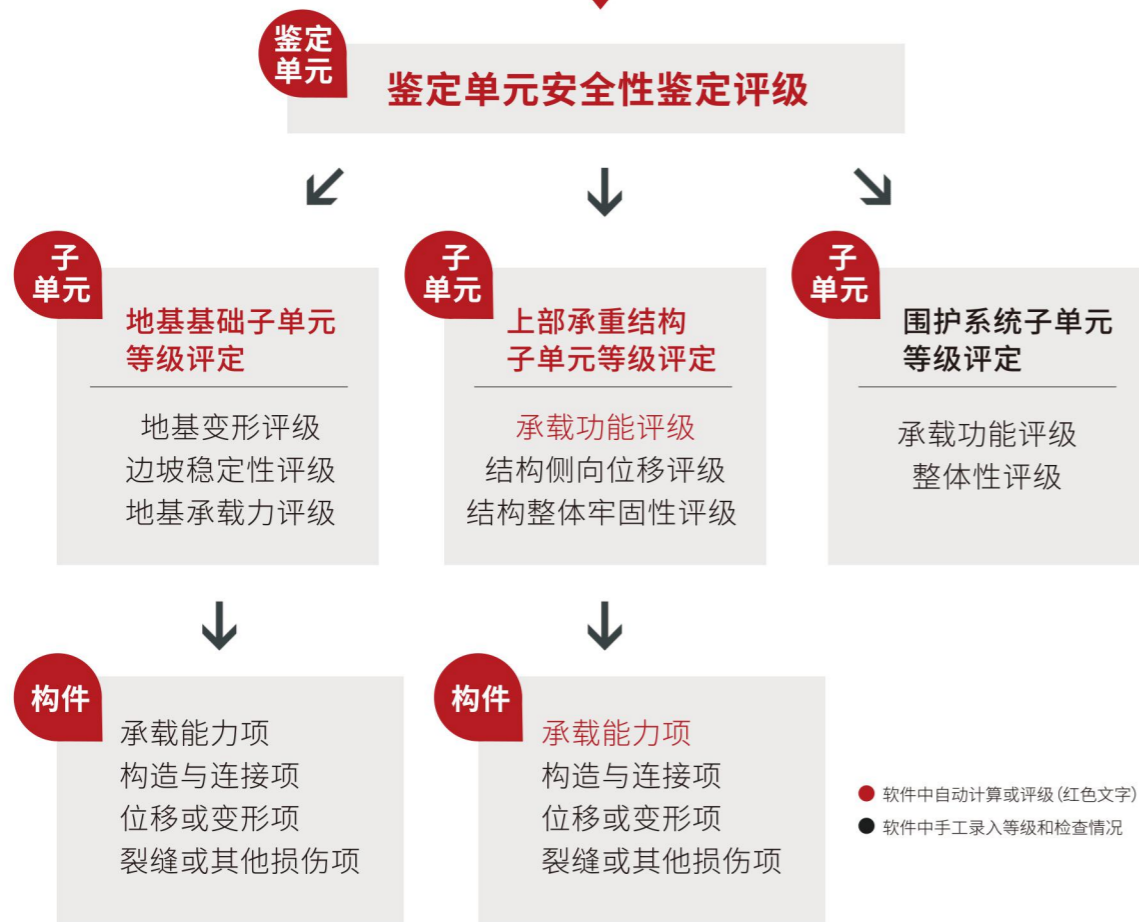 鉴定
单元
鉴定单元安全性鉴定评级
子
单元
地基基础子单元
等级评定
地基变形评级
边坡稳定性评级
地基承载力评级
子
单元
上部承重结构
子单元等级评定
承载功能评级
结构侧向位移评级
结构整体牢固性评级
子
单元
围护系统子单元
等级评定
承载功能评级
整体性评级
构件
承载能力项
构造与连接项
位移或变形项
裂缝或其他损伤项
构件
承载能力项
构造与连接项
位移或变形项
裂缝或其他损伤项
软件中自动计算或评级(红色文字)
软件中手工录入等级和检查情况